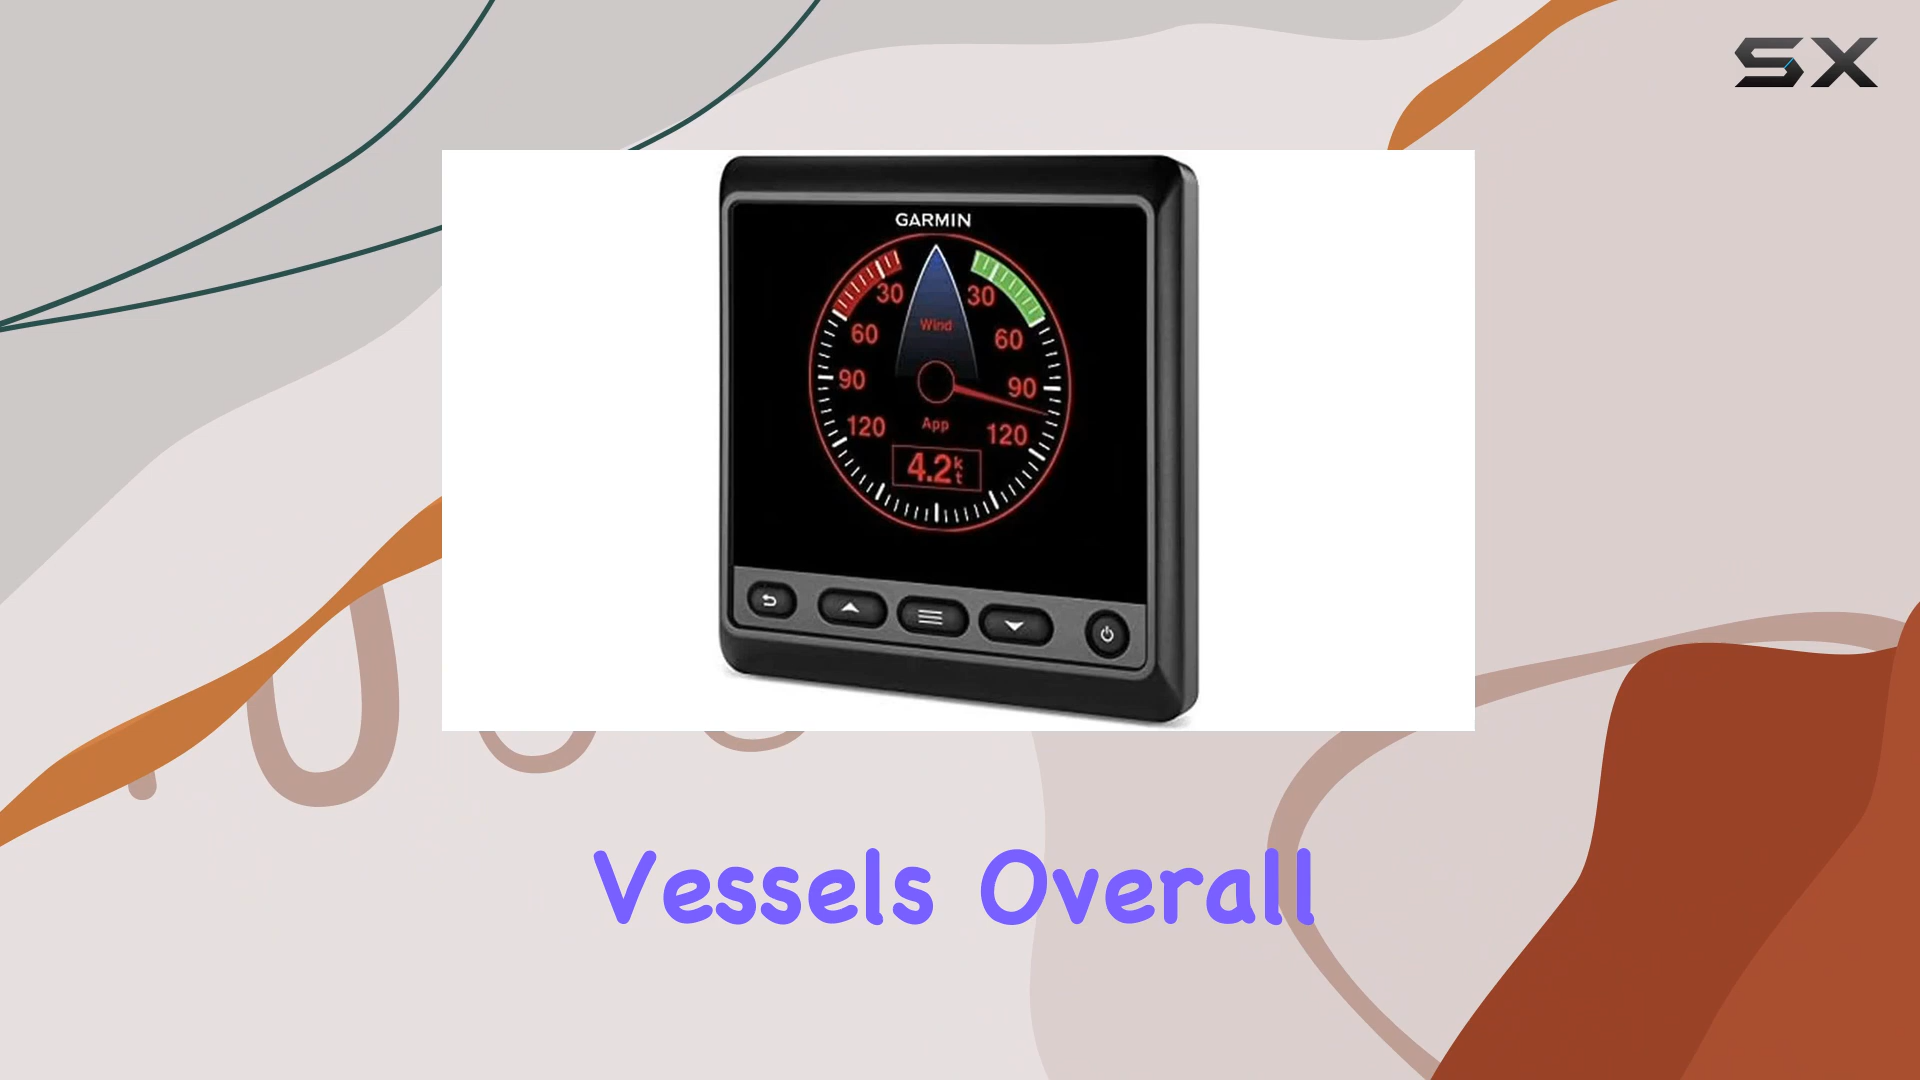 SX
GARMIN
30 30
Wind
60 60
90 90
App
120 120
4.2kt
Vessels Overall